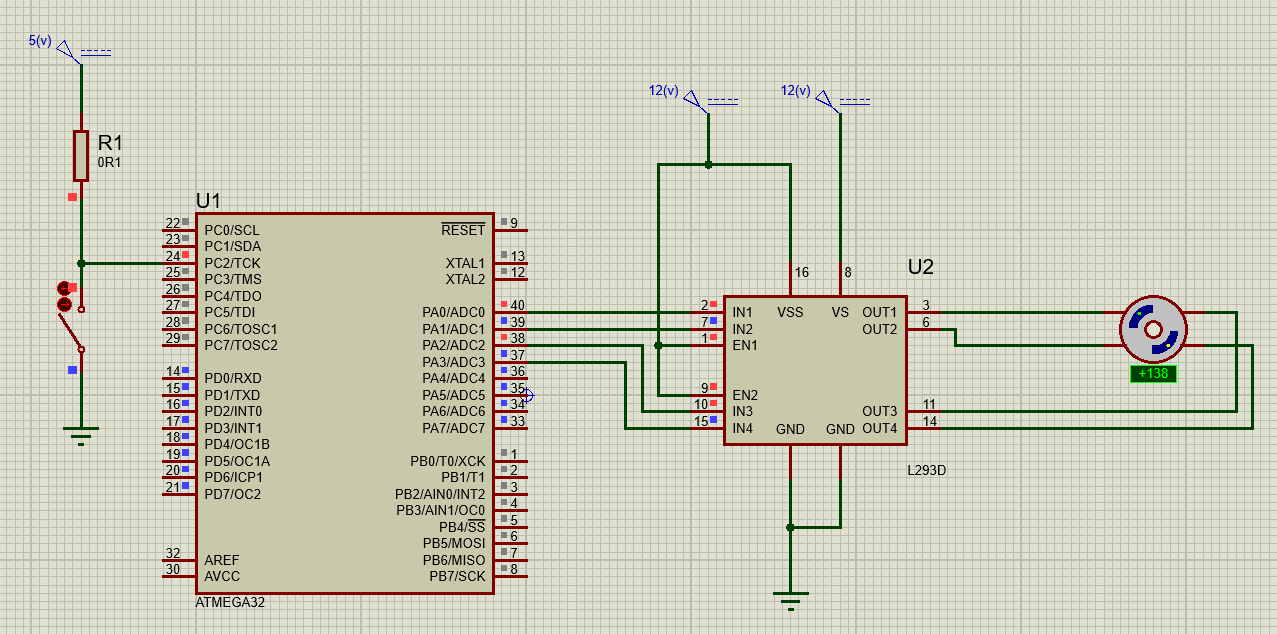 5(v)
R1
0R1
12(v)
12(v)
U1
22 PC0/SCL
23 PC1/SDA
24 PC2/TCK
25 PC3/TMS
26 PC4/TDO
27 PC5/TDI
28 PC6/TOSC1
29 PC7/TOSC2
14 PD0/RXD
15 PD1/TXD
16 PD2/INT0
17 PD3/INT1
18 PD4/OC1B
19 PD5/OC1A
20 PD6/ICP1
21 PD7/OC2
32 AREF
30 AVCC
RESET 9
XTAL1 13
XTAL2 12
PA0/ADC0 40
PA1/ADC1 39
PA2/ADC2 38
PA3/ADC3 37
PA4/ADC4 36
PA5/ADC5 35
PA6/ADC6 34
PA7/ADC7 33
PB0/T0/XCK 1
PB1/T1 2
PB2/AIN0/INT2 3
PB3/AIN1/OC0 4
PB4/SS 5
PB5/MOSI 6
PB6/MISO 7
PB7/SCK 8
ATMEGA32
U2
16 8
2 IN1 VSS VS OUT1 3
7 IN2 OUT2 6
1 EN1
9 EN2
10 IN3 OUT3 11
15 IN4 GND GND OUT4 14
L293D
+138